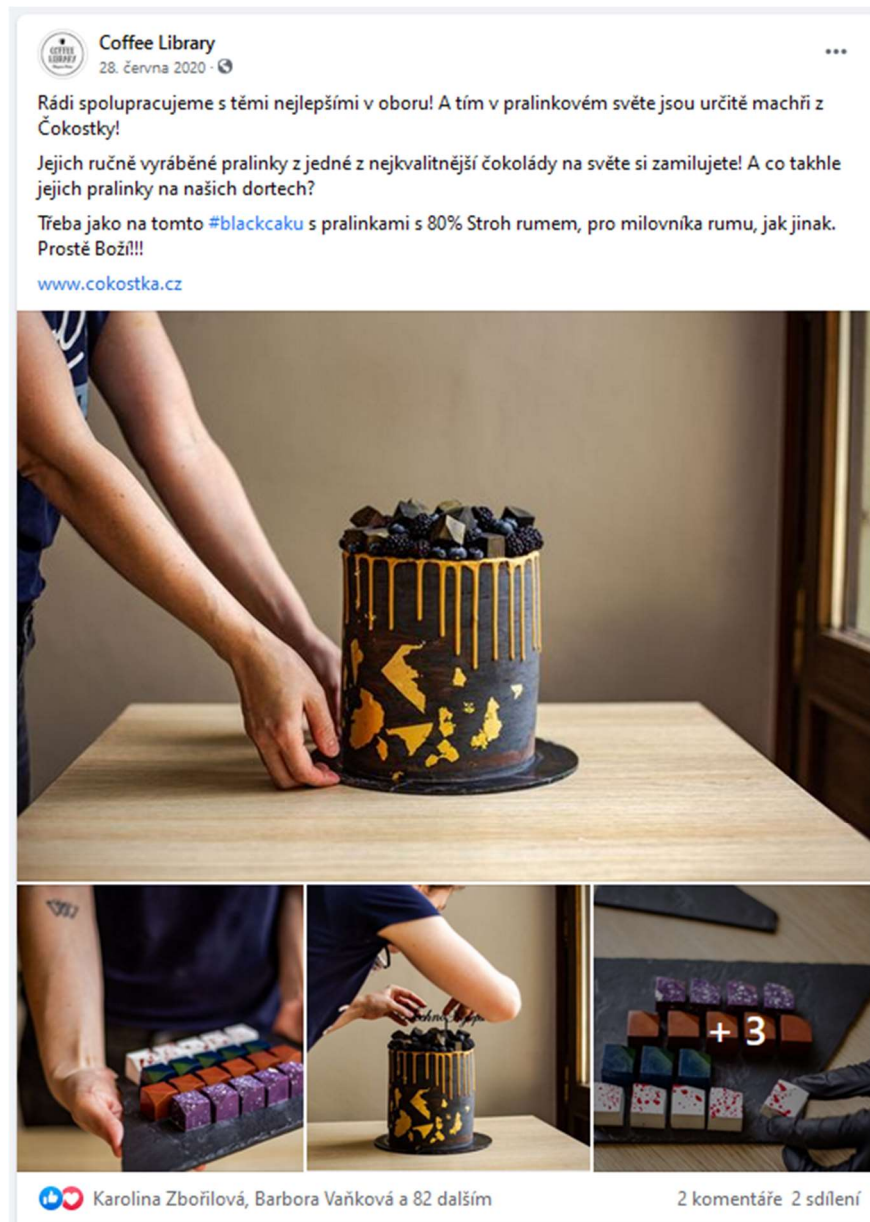 COFFEE
LIBRARY
Coffee Library
28. června 2020 ·
Rádi spolupracujeme s těmi nejlepšími v oboru! A tím v pralinkovém světe jsou určitě machři z
Čokostky!
Jejich ručně vyráběné pralinky z jedné z nejkvalitnější čokolády na světe si zamilujete! A co takhle
jejich pralinky na našich dortech?
Třeba jako na tomto #blackcaku s pralinkami s 80% Stroh rumem, pro milovníka rumu, jak jinak.
Prostě Boží!!!
www.cokostka.cz
+ 3
Karolina Zbořilová, Barbora Vaňková a 82 dalším
2 komentáře 2 sdílení